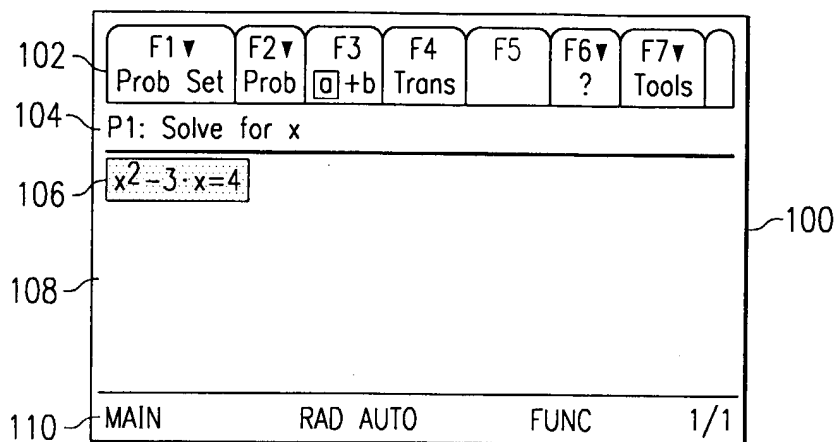 F1▼ F2▼ F3 F4 F5 F6▼ F7▼
Prob Set Prob a+b Trans ? Tools
102
104
P1: Solve for x
106
x²-3·x=4
100
108
110
MAIN RAD AUTO FUNC 1/1